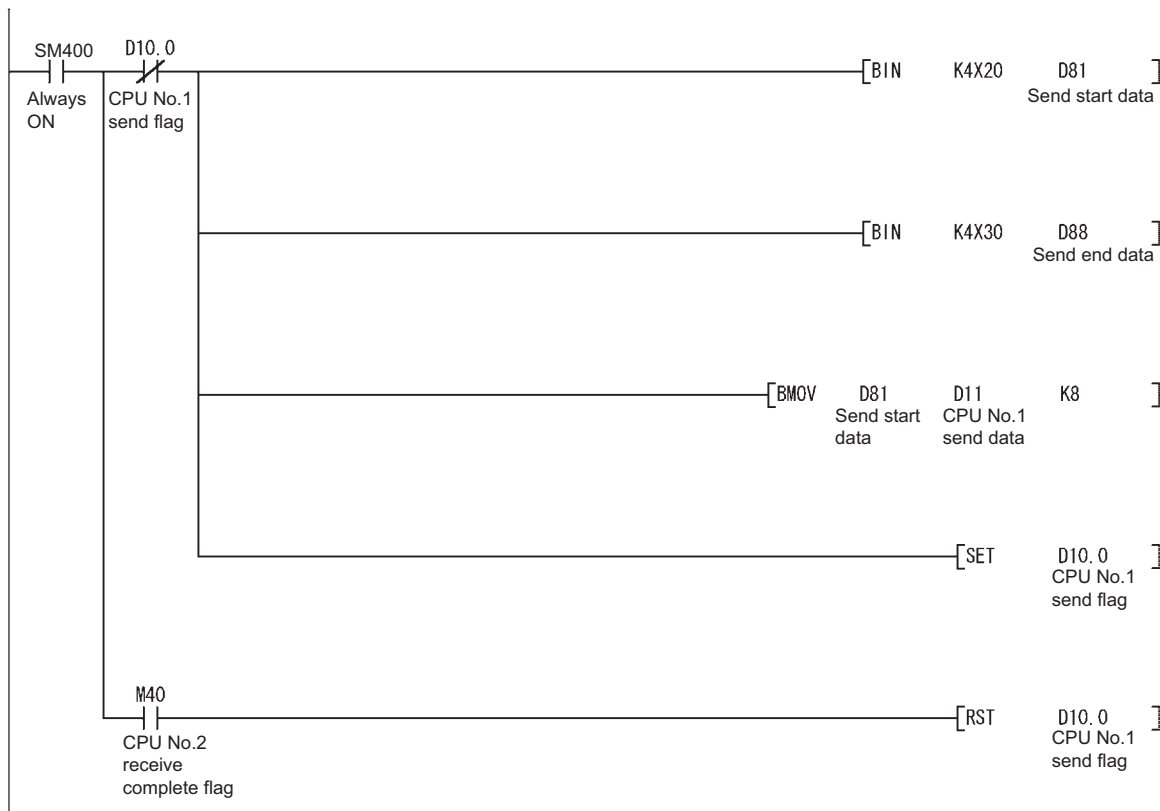 SM400 D10.0
[BIN K4X20 D81 ]
Always ON
CPU No.1 send flag
Send start data
[BIN K4X30 D88 ]
Send end data
[BMOV D81 D11 K8 ]
Send start data
CPU No.1 send data
[SET D10.0 ]
CPU No.1
send flag
M40
[RST D10.0 ]
CPU No.2
receive
complete flag
CPU No.1
send flag